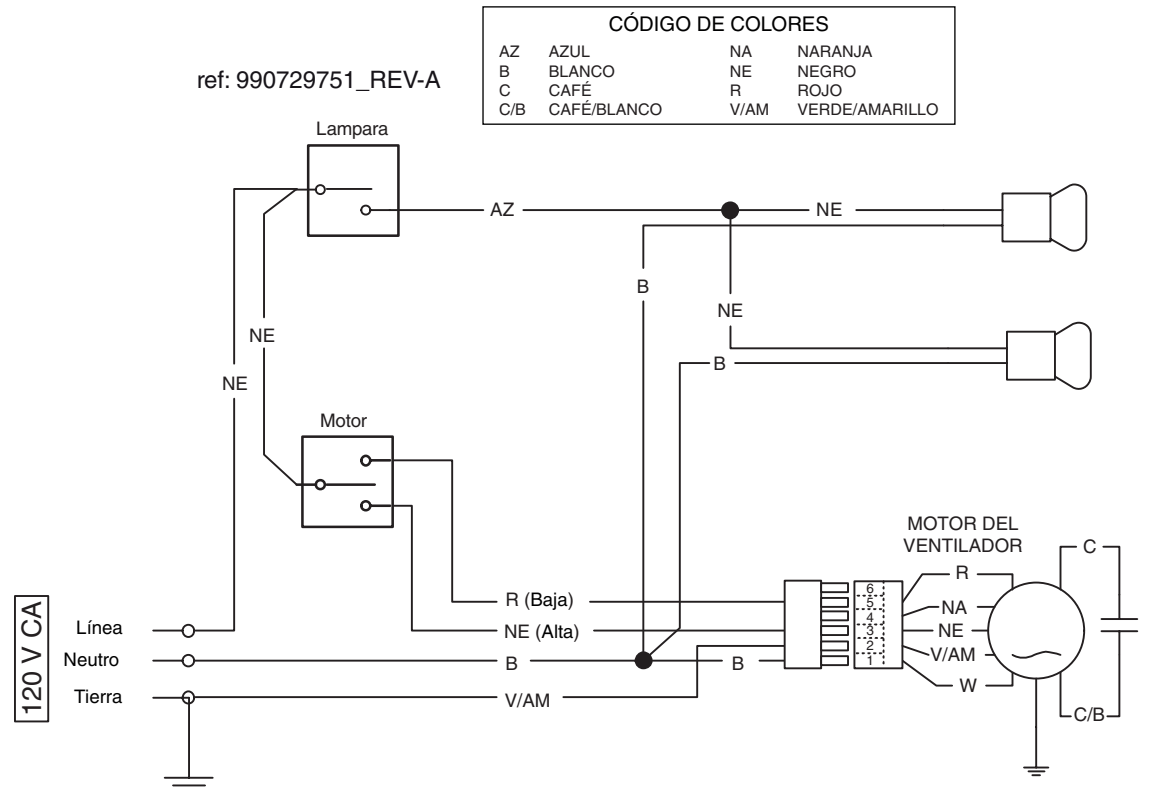 CÓDIGO DE COLORES
AZ AZUL NA NARANJA
B BLANCO NE NEGRO
C CAFÉ R ROJO
C/B CAFÉ/BLANCO V/AM VERDE/AMARILLO
ref: 990729751_REV-A
Lampara
AZ
NE
B
NE
NE
B
NE
Motor
MOTOR DEL
VENTILADOR
C
R
6
R (Baja)
5
NA
4
120 V CA
Línea
NE (Alta)
3
NE
2
V/AM
Neutro
B
B
1
W
Tierra
V/AM
C/B